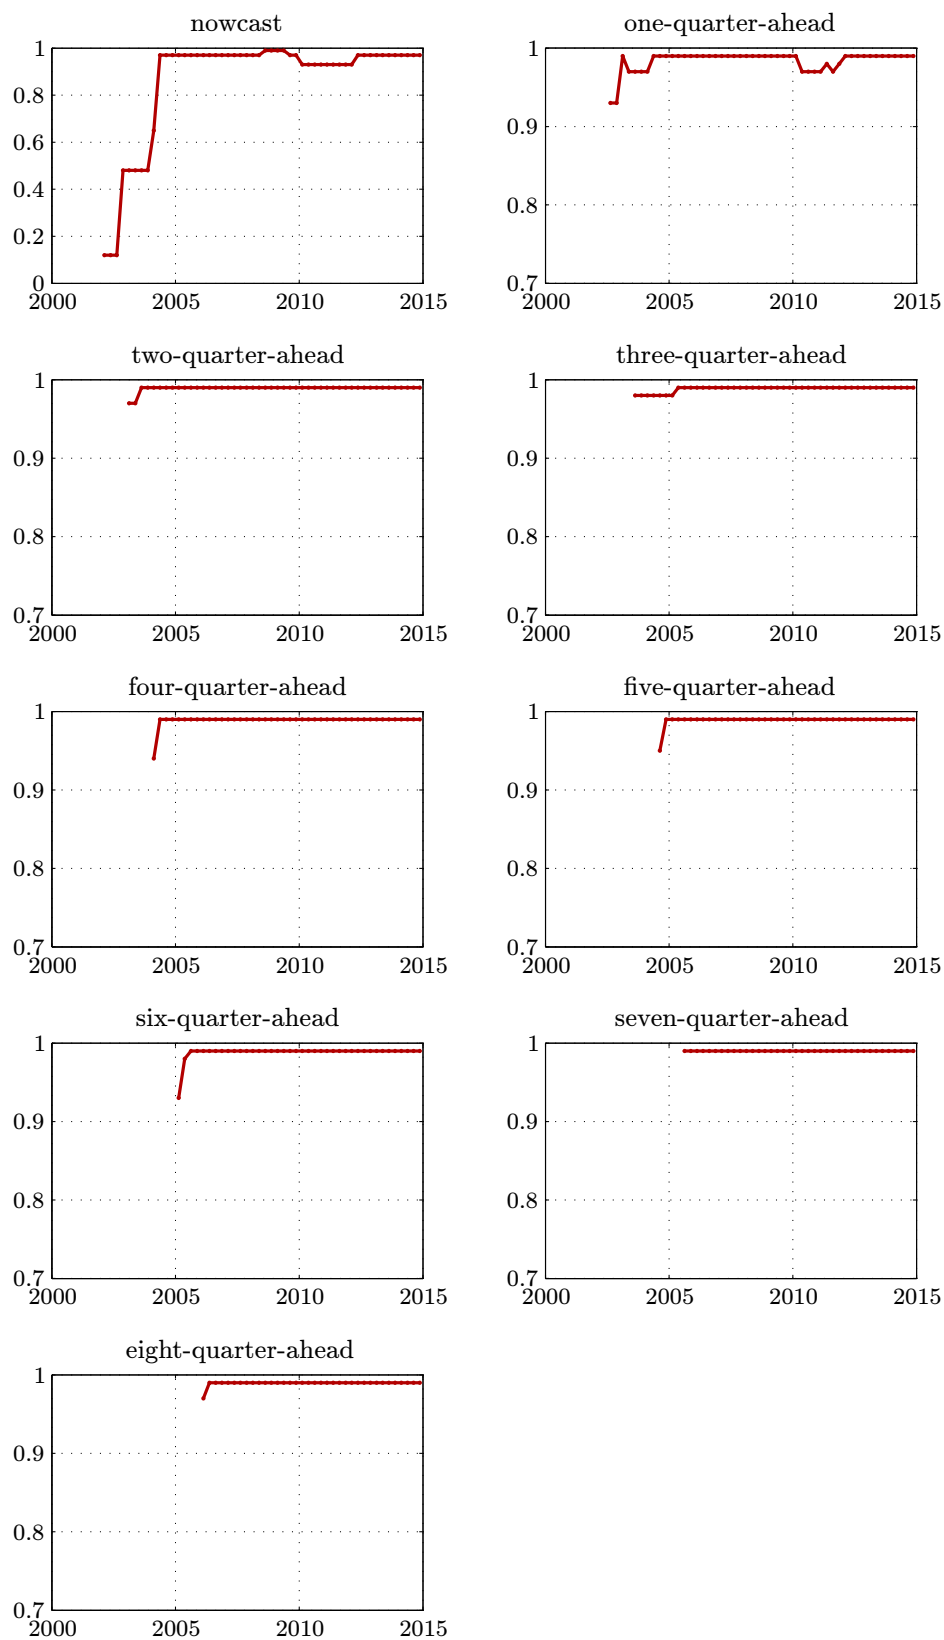 nowcast
1
0.8
0.6
0.4
0.2
0
2000 2005 2010 2015
one-quarter-ahead
1
0.9
0.8
0.7
2000 2005 2010 2015
two-quarter-ahead
1
0.9
0.8
0.7
2000 2005 2010 2015
three-quarter-ahead
1
0.9
0.8
0.7
2000 2005 2010 2015
four-quarter-ahead
1
0.9
0.8
0.7
2000 2005 2010 2015
five-quarter-ahead
1
0.9
0.8
0.7
2000 2005 2010 2015
six-quarter-ahead
1
0.9
0.8
0.7
2000 2005 2010 2015
seven-quarter-ahead
1
0.9
0.8
0.7
2000 2005 2010 2015
eight-quarter-ahead
1
0.9
0.8
0.7
2000 2005 2010 2015